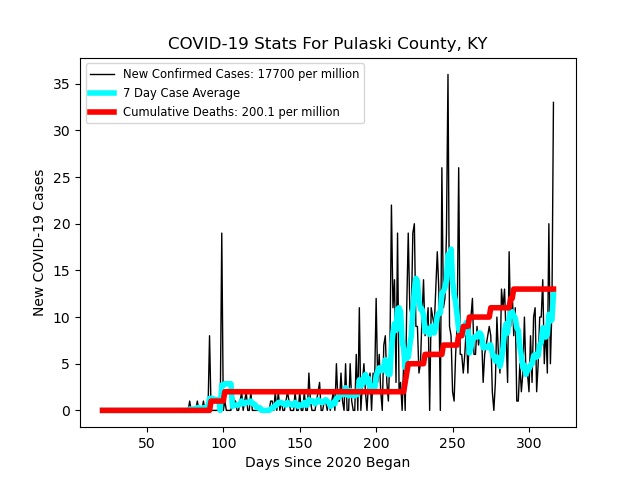 COVID-19 Stats For Pulaski County, KY
New Confirmed Cases: 17700 per million
7 Day Case Average
Cumulative Deaths: 200.1 per million
New COVID-19 Cases
35
30
25
20
15
10
5
0
50 100 150 200 250 300
Days Since 2020 Began